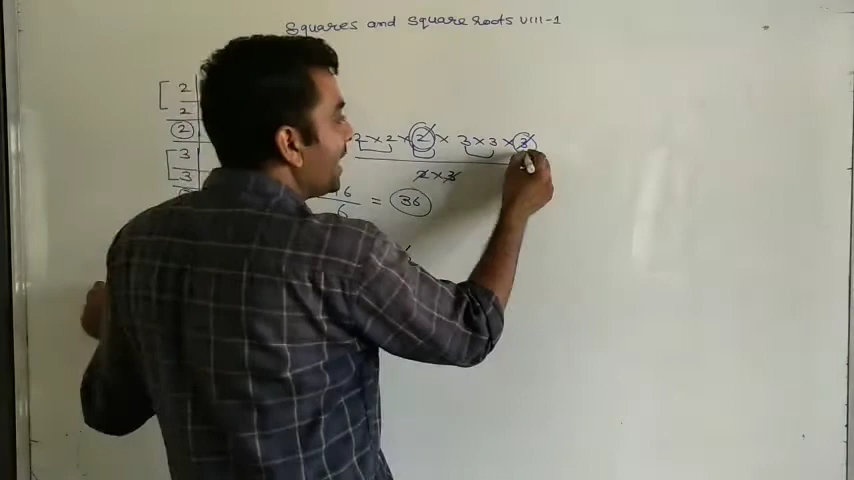 Squares and Square Roots VIII-1
2
2
2
3
3
2 × 2 × 2 × 3 × 3 × 3
2 × 3
16
6
= 36